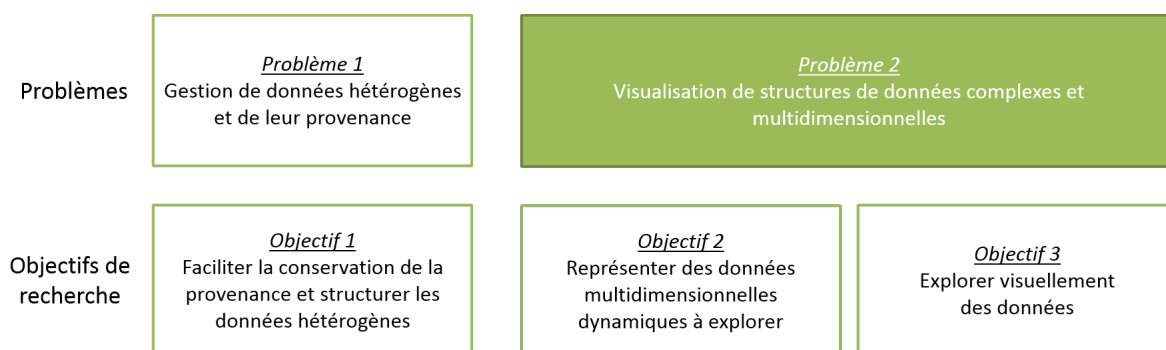 Problèmes
Problème 1
Gestion de données hétérogènes
et de leur provenance
Problème 2
Visualisation de structures de données complexes et
multidimensionnelles
Objectifs de
recherche
Objectif 1
Faciliter la conservation de la
provenance et structurer les
données hétérogènes
Objectif 2
Représenter des données
multidimensionnelles
dynamiques à explorer
Objectif 3
Explorer visuellement
des données